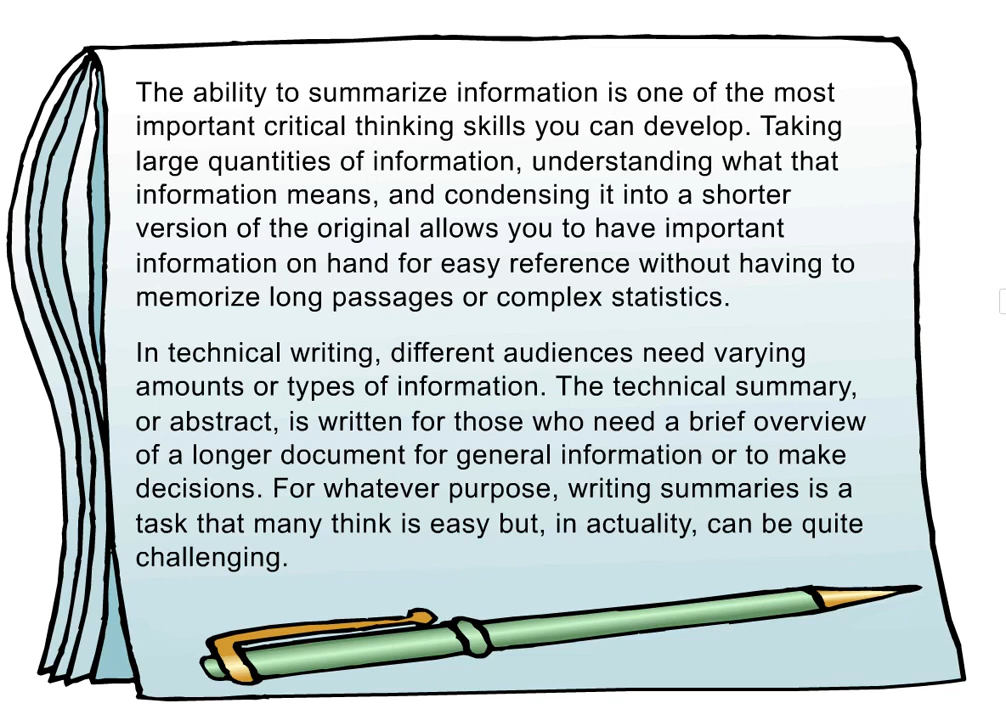 The ability to summarize information is one of the most
important critical thinking skills you can develop. Taking
large quantities of information, understanding what that
information means, and condensing it into a shorter
version of the original allows you to have important
information on hand for easy reference without having to
memorize long passages or complex statistics.
In technical writing, different audiences need varying
amounts or types of information. The technical summary,
or abstract, is written for those who need a brief overview
of a longer document for general information or to make
decisions. For whatever purpose, writing summaries is a
task that many think is easy but, in actuality, can be quite
challenging.